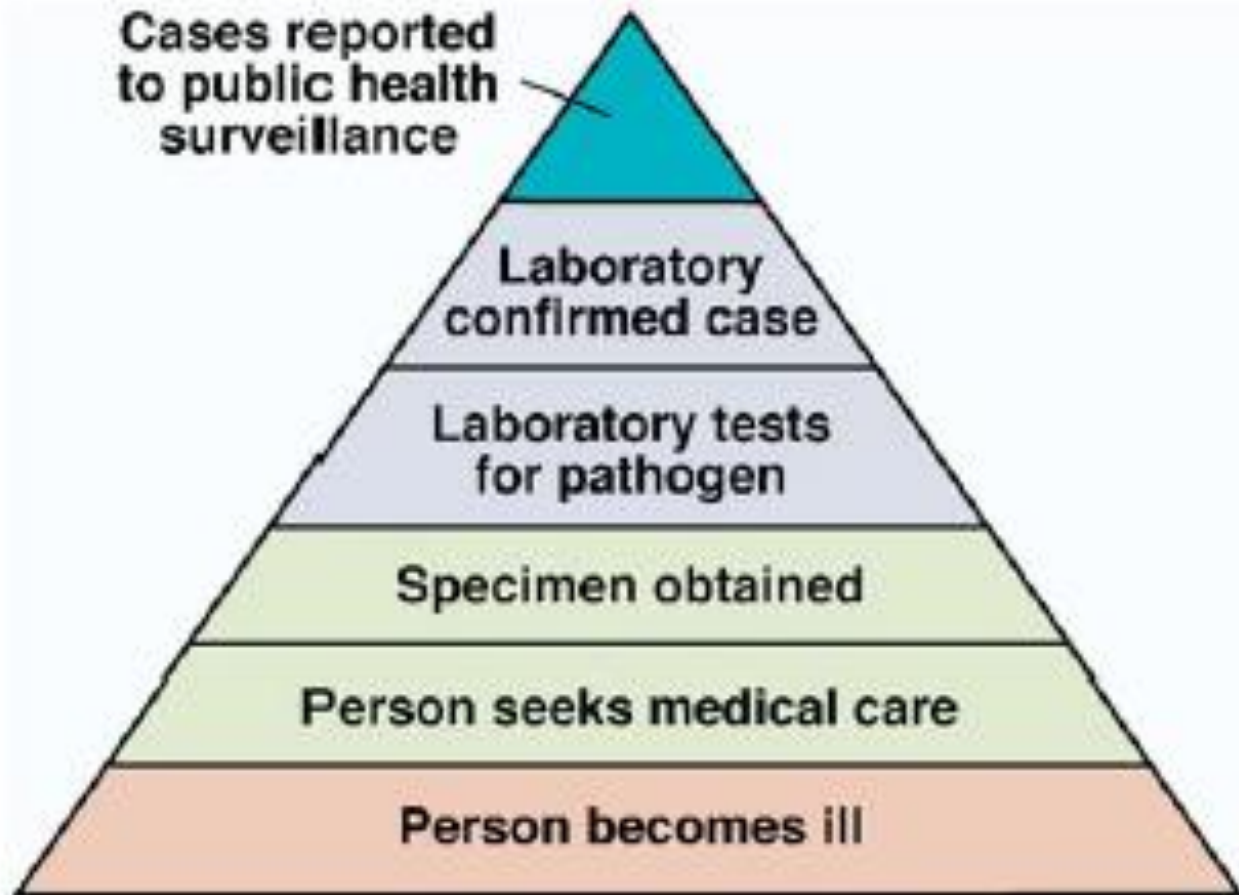 Cases reported
to public health
surveillance
Laboratory
confirmed case
Laboratory tests
for pathogen
Specimen obtained
Person seeks medical care
Person becomes ill